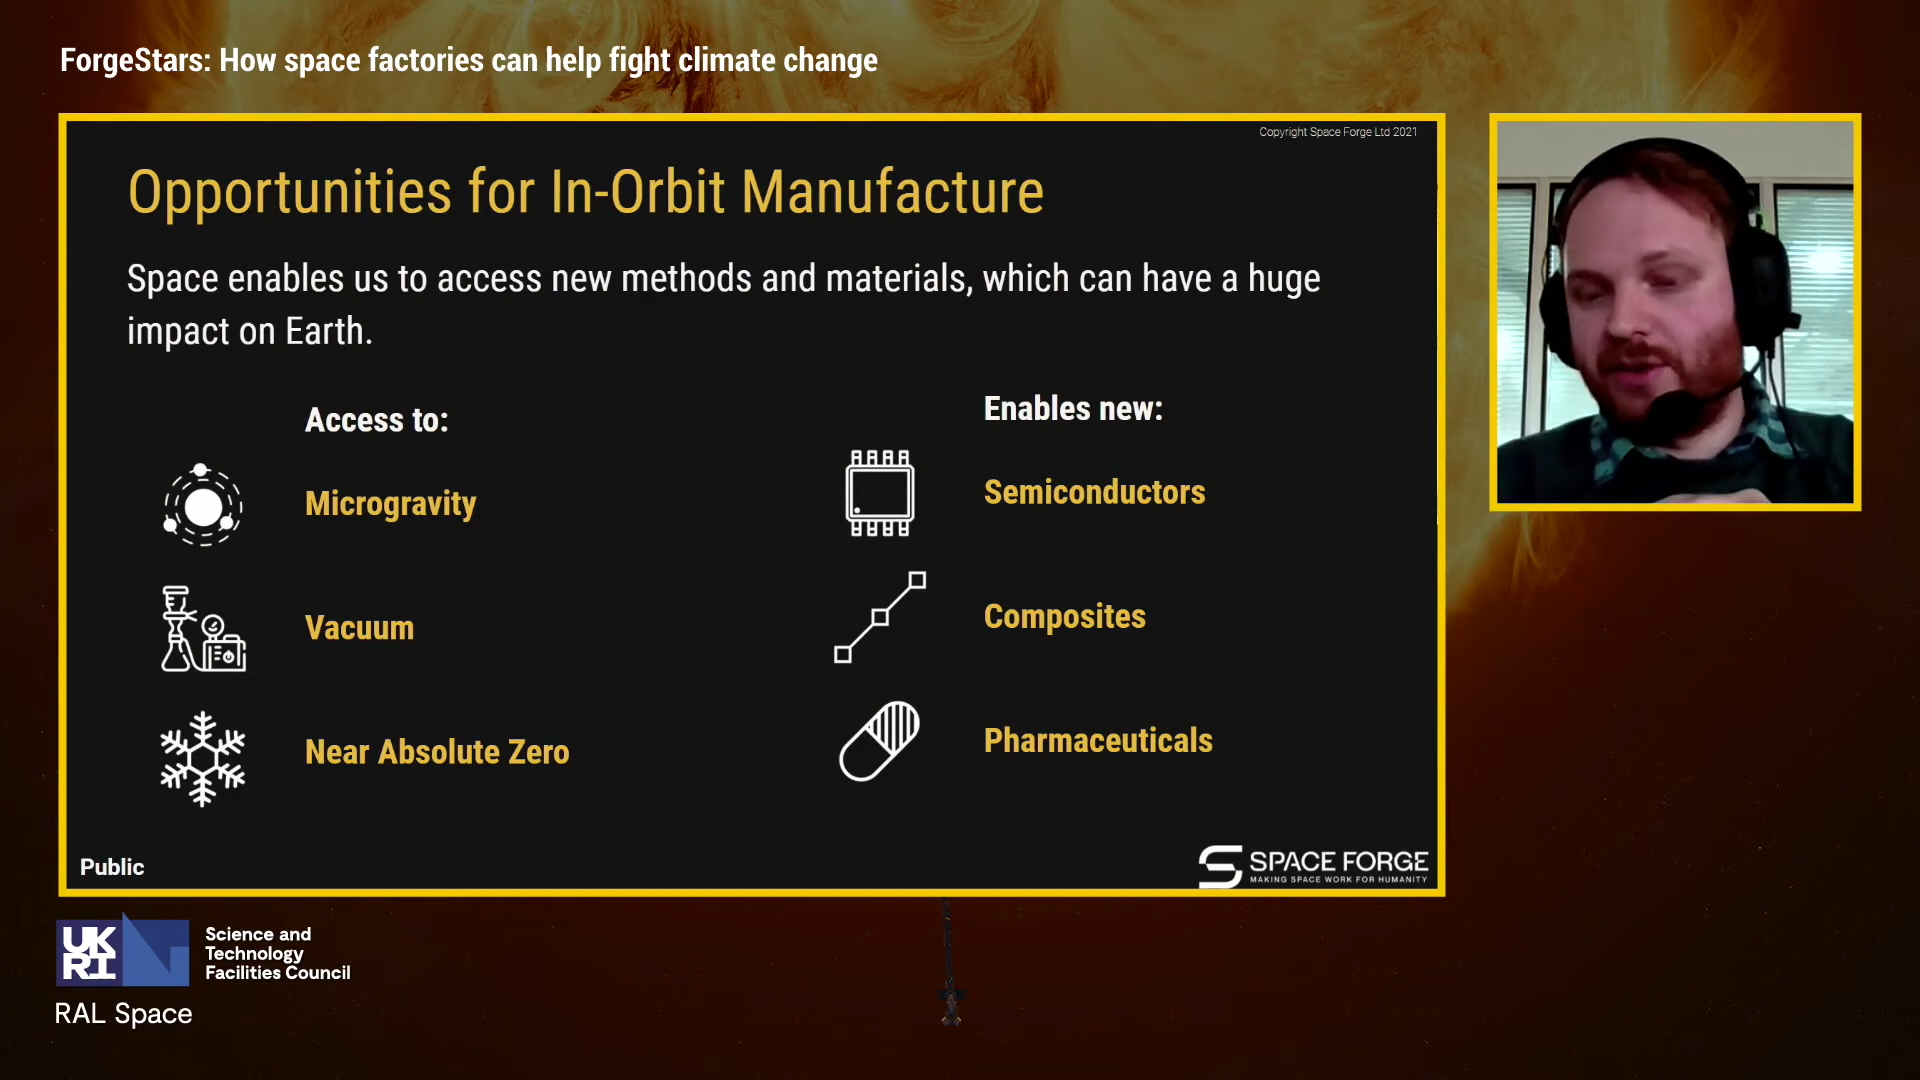 ForgeStars: How space factories can help fight climate change
Copyright Space Forge Ltd 2021
Opportunities for In-Orbit Manufacture
Space enables us to access new methods and materials, which can have a huge
impact on Earth.
Access to:
Microgravity
Vacuum
Near Absolute Zero
Enables new:
Semiconductors
Composites
Pharmaceuticals
Public
SPACE FORGE
MAKING SPACE WORK FOR HUMANITY
UK
RI
Science and
Technology
Facilities Council
RAL Space